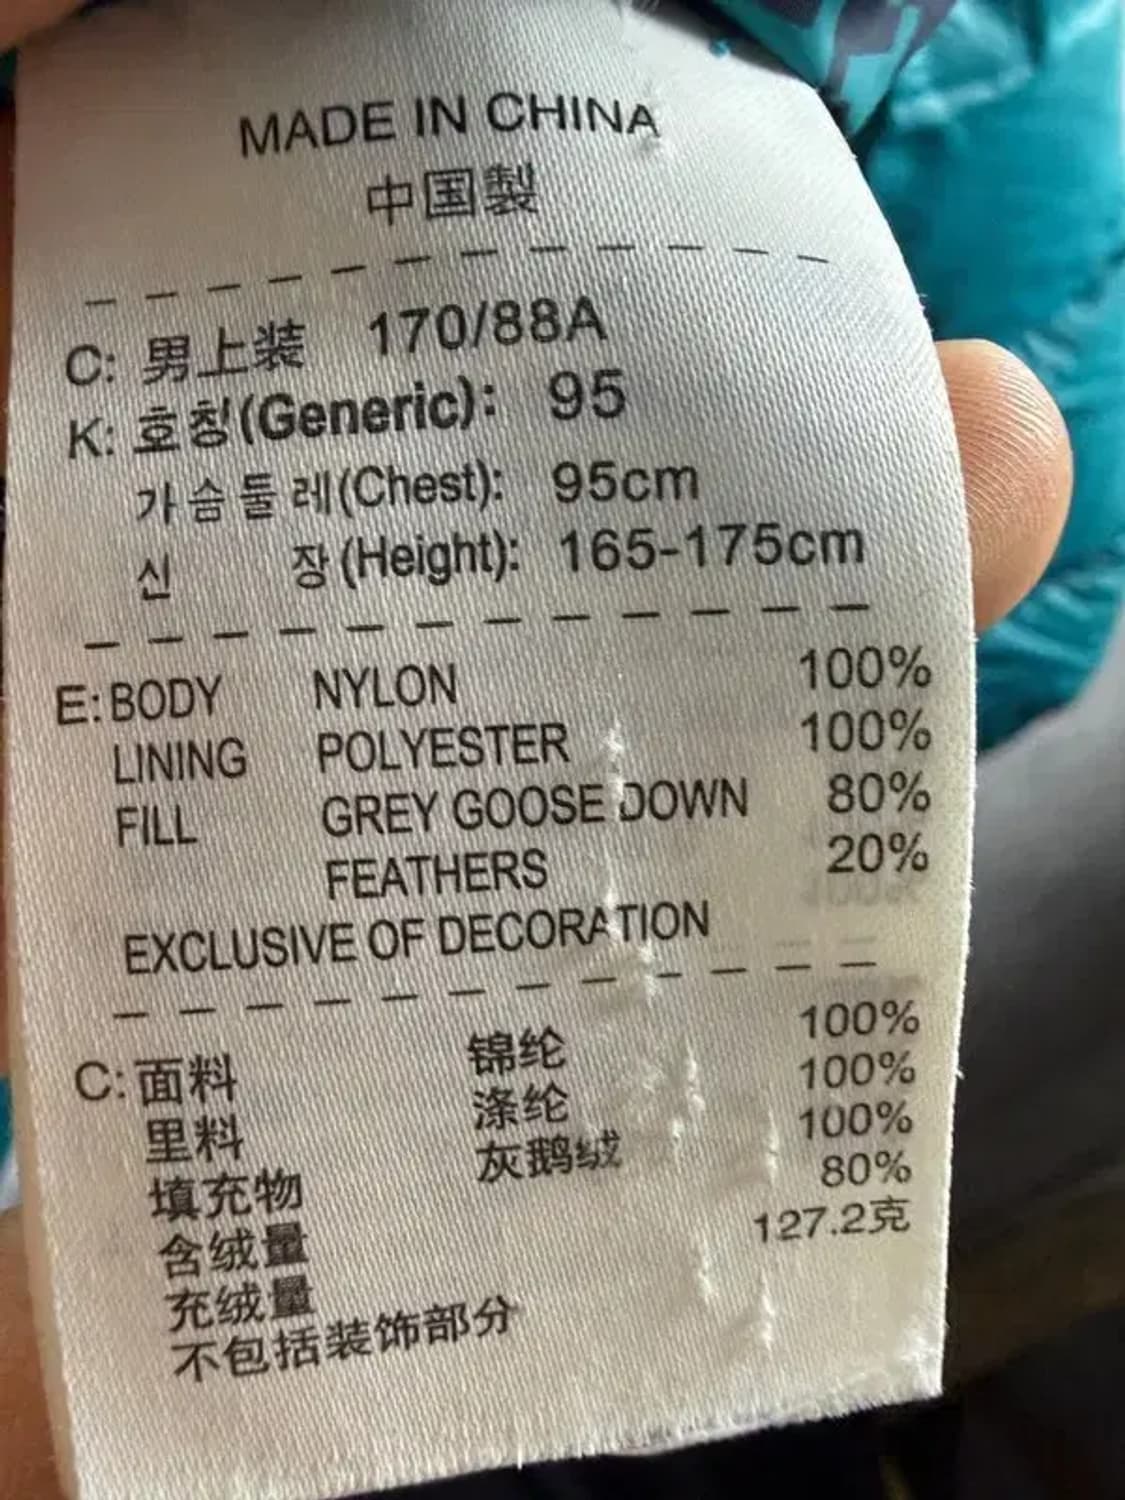 MADE IN CHINA
中国製
C: 男上装 170/88A
K: 호칭(Generic): 95
가슴둘레(Chest): 95cm
신 장(Height): 165-175cm
E: BODY NYLON 100%
LINING POLYESTER 100%
FILL GREY GOOSE DOWN 80%
FEATHERS 20%
EXCLUSIVE OF DECORATION
C: 面料 锦纶 100%
里料 涤纶 100%
填充物 灰鹅绒 100%
含绒量 80%
充绒量 127.2克
不包括装饰部分